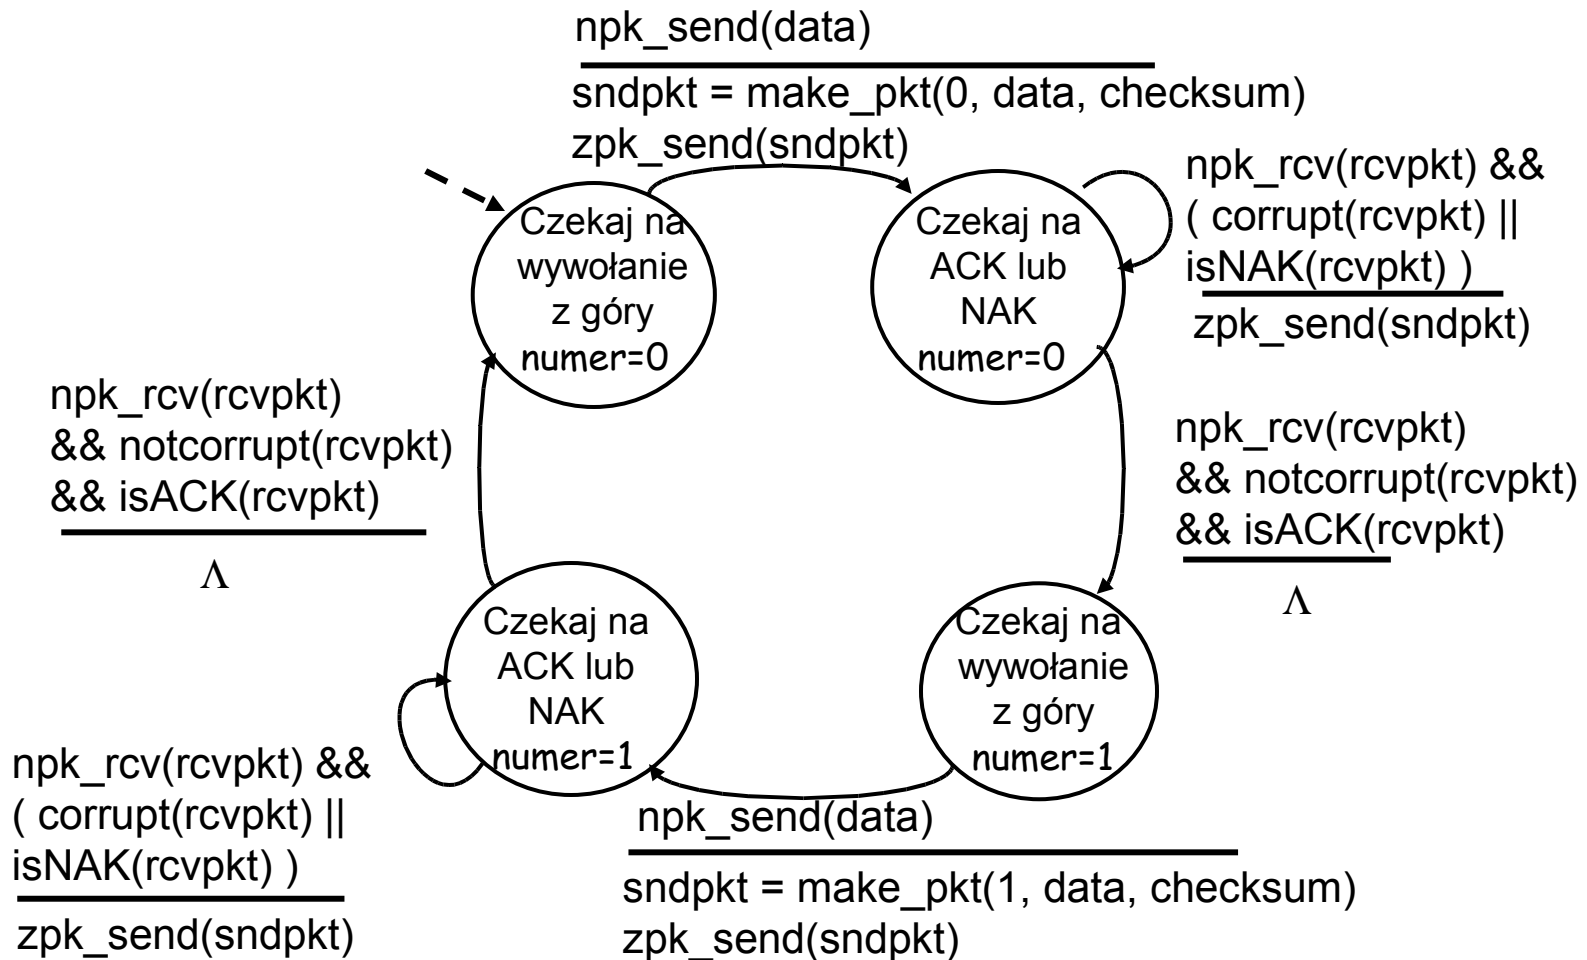 npk_send(data)
sndpkt = make_pkt(0, data, checksum)
zpk_send(sndpkt)
Czekaj na
wywołanie
z góry
numer=0
Czekaj na
ACK lub
NAK
numer=0
npk_rcv(rcvpkt) &&
( corrupt(rcvpkt) ||
isNAK(rcvpkt) )
zpk_send(sndpkt)
npk_rcv(rcvpkt)
&& notcorrupt(rcvpkt)
&& isACK(rcvpkt)
Λ
npk_rcv(rcvpkt)
&& notcorrupt(rcvpkt)
&& isACK(rcvpkt)
Λ
Czekaj na
ACK lub
NAK
numer=1
Czekaj na
wywołanie
z góry
numer=1
npk_rcv(rcvpkt) &&
( corrupt(rcvpkt) ||
isNAK(rcvpkt) )
zpk_send(sndpkt)
npk_send(data)
sndpkt = make_pkt(1, data, checksum)
zpk_send(sndpkt)